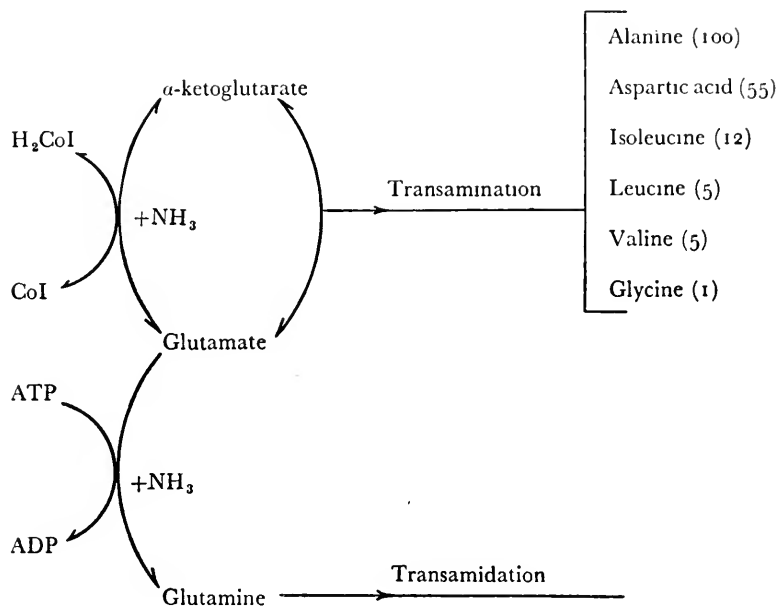 α-ketoglutarate
H₂CoI
+NH₃
CoI
Glutamate
Transamination
Alanine (100)
Aspartic acid (55)
Isoleucine (12)
Leucine (5)
Valine (5)
Glycine (1)
ATP
+NH₃
ADP
Glutamine
Transamidation